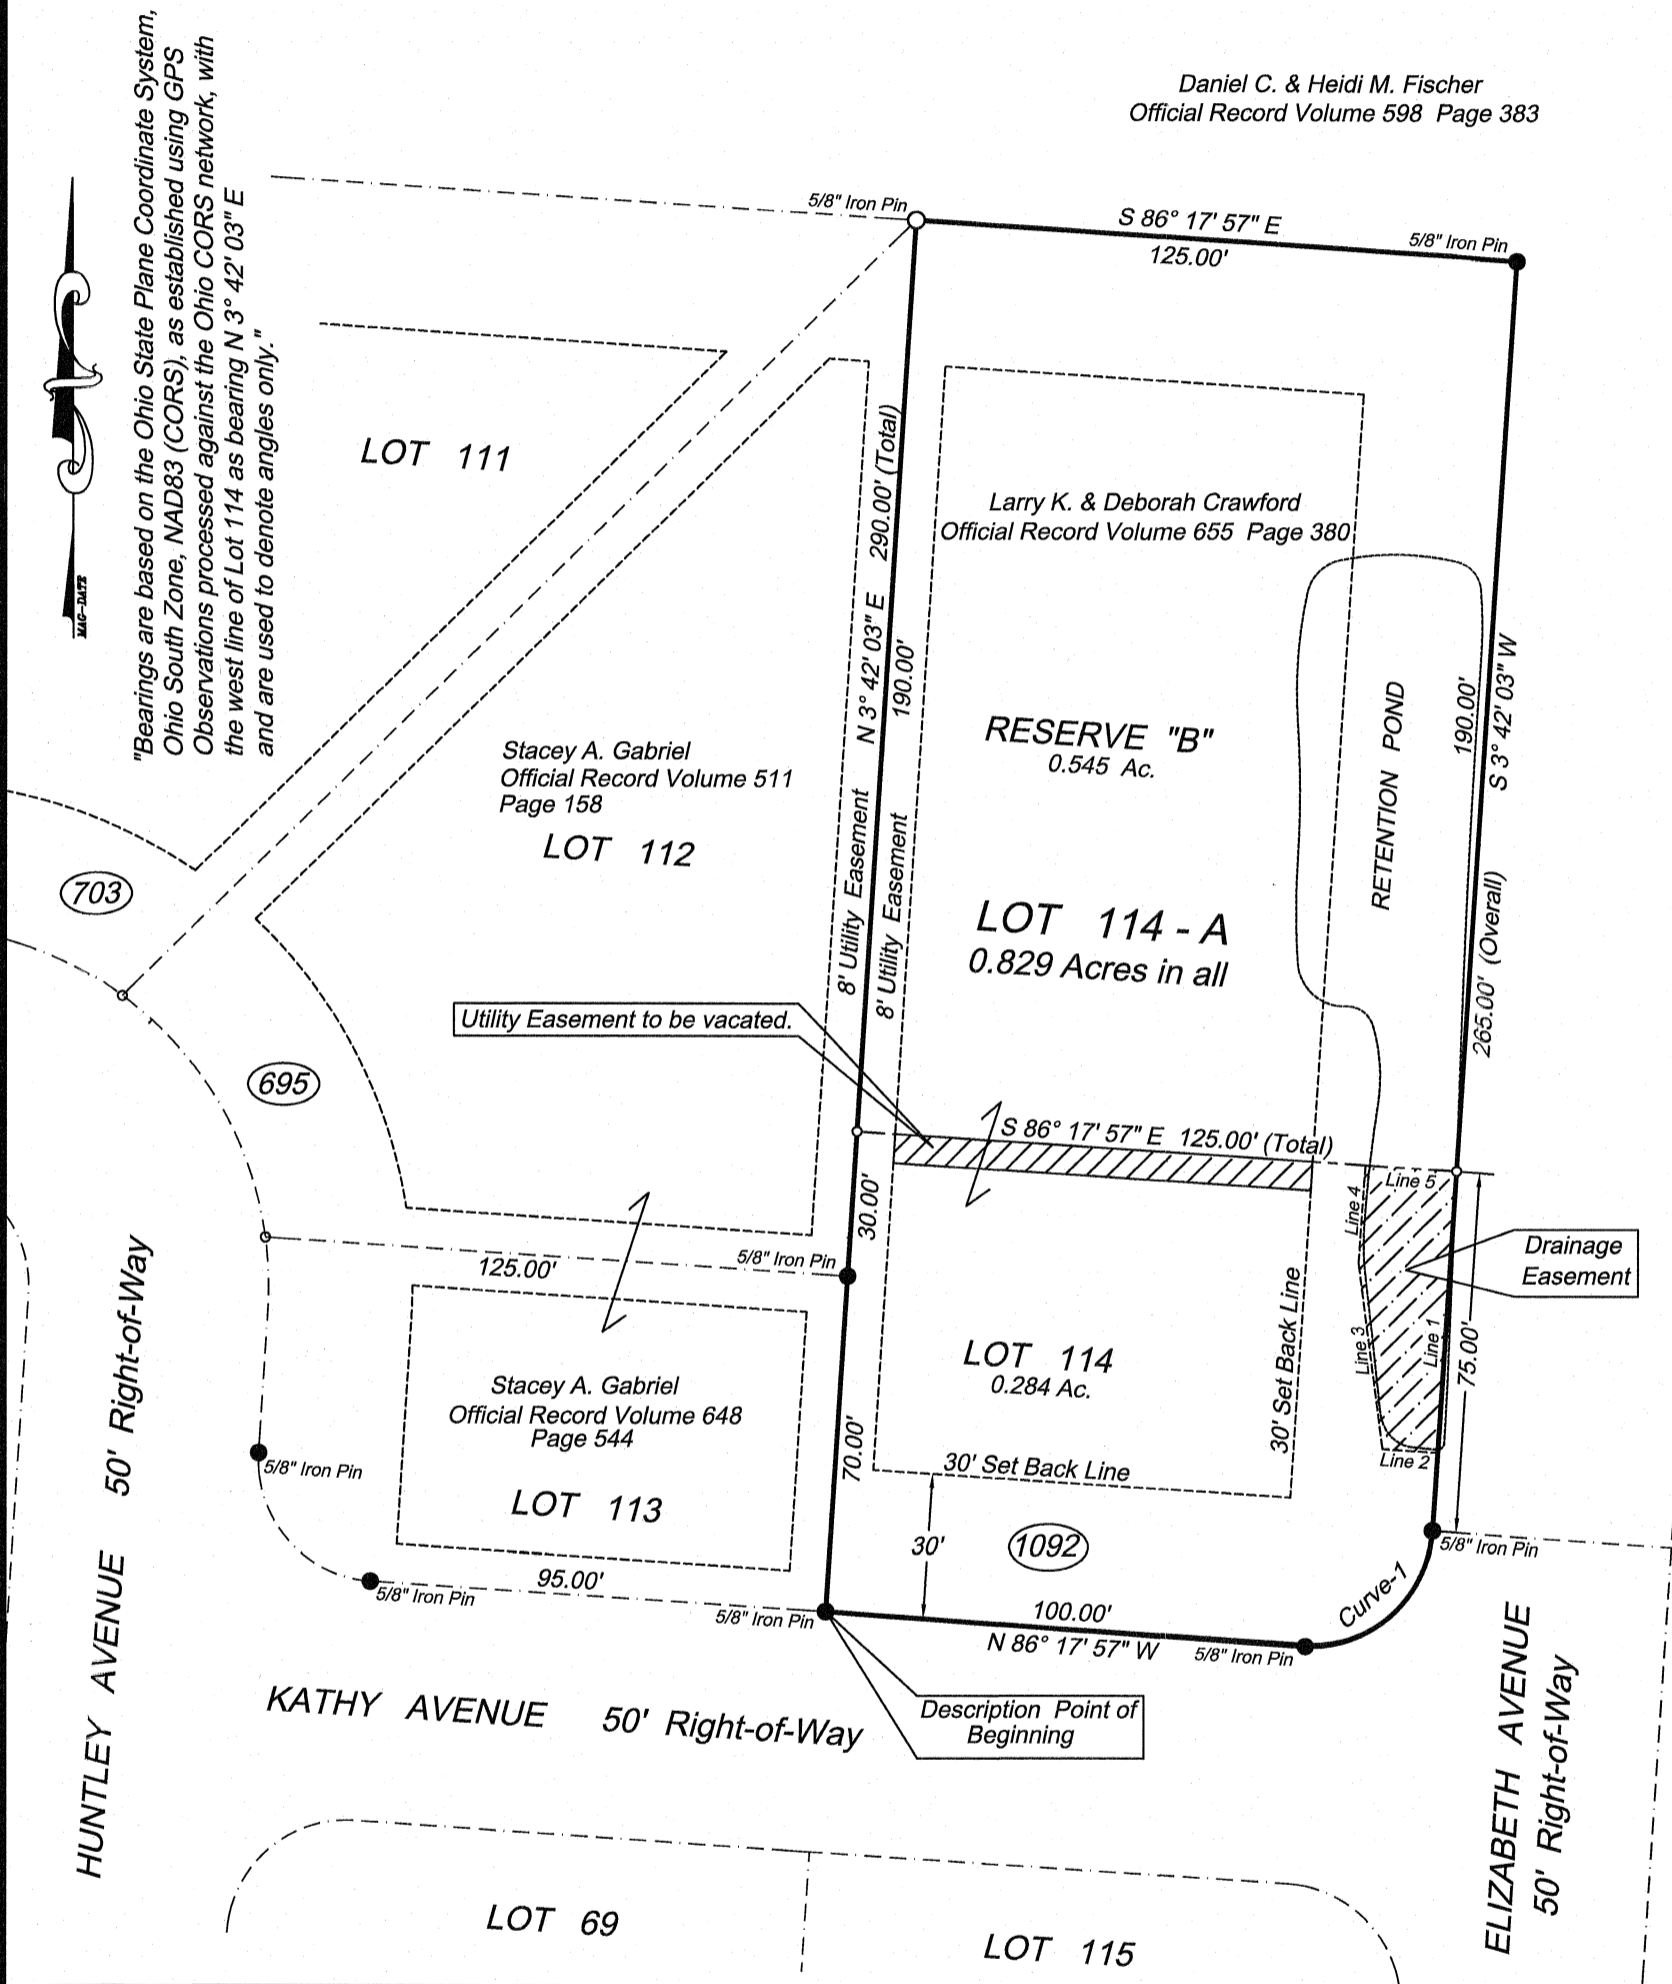 Daniel C. & Heidi M. Fischer
Official Record Volume 598 Page 383
"Bearings are based on the Ohio State Plane Coordinate System,
Ohio South Zone, NAD83 (CORS), as established using GPS
Observations processed against the Ohio CORS network, with
the west line of Lot 114 as bearing N 3° 42' 03" E
and are used to denote angles only."
MAG-DATE
5/8" Iron Pin
S 86° 17' 57" E
125.00'
5/8" Iron Pin
LOT 111
290.00' (Total)
N 3° 42' 03" E
190.00'
8' Utility Easement
8' Utility Easement
Larry K. & Deborah Crawford
Official Record Volume 655 Page 380
RESERVE "B"
0.545 Ac.
RETENTION POND
190.00'
S 3° 42' 03" W
265.00' (Overall)
Stacey A. Gabriel
Official Record Volume 511
Page 158
LOT 112
703
LOT 114 - A
0.829 Acres in all
Utility Easement to be vacated.
695
S 86° 17' 57" E 125.00' (Total)
30.00'
Line 5
Line 4
Line 3
Line 1
Line 2
Drainage
Easement
75.00'
125.00'
5/8" Iron Pin
LOT 114
0.284 Ac.
30' Set Back Line
30' Set Back Line
Stacey A. Gabriel
Official Record Volume 648
Page 544
LOT 113
70.00'
5/8" Iron Pin
30'
1092
5/8" Iron Pin
Curve-1
95.00'
5/8" Iron Pin
5/8" Iron Pin
100.00'
N 86° 17' 57" W
5/8" Iron Pin
Description Point of
Beginning
HUNTLEY AVENUE 50' Right-of-Way
KATHY AVENUE 50' Right-of-Way
ELIZABETH AVENUE
50' Right-of-Way
LOT 69
LOT 115